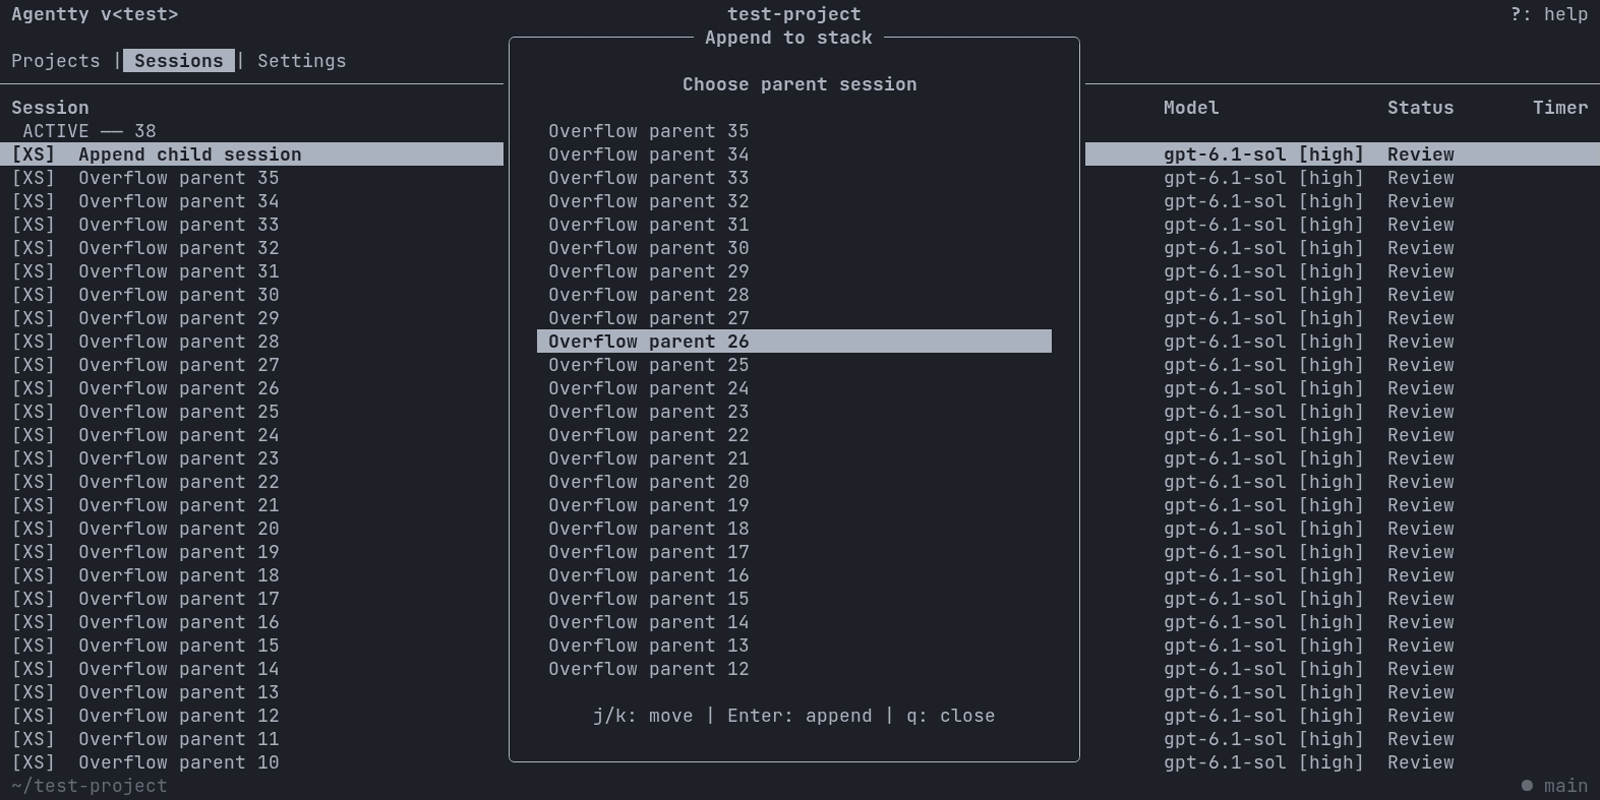 Agentty v<test> test-project ?: help
Append to stack
Projects | Sessions | Settings
Choose parent session
Session Model Status Timer
ACTIVE —— 38 Overflow parent 35
[XS] Append child session Overflow parent 34 gpt-6.1-sol [high] Review
[XS] Overflow parent 35 Overflow parent 33 gpt-6.1-sol [high] Review
[XS] Overflow parent 34 Overflow parent 32 gpt-6.1-sol [high] Review
[XS] Overflow parent 33 Overflow parent 31 gpt-6.1-sol [high] Review
[XS] Overflow parent 32 Overflow parent 30 gpt-6.1-sol [high] Review
[XS] Overflow parent 31 Overflow parent 29 gpt-6.1-sol [high] Review
[XS] Overflow parent 30 Overflow parent 28 gpt-6.1-sol [high] Review
[XS] Overflow parent 29 Overflow parent 27 gpt-6.1-sol [high] Review
[XS] Overflow parent 28 Overflow parent 26 gpt-6.1-sol [high] Review
[XS] Overflow parent 27 Overflow parent 25 gpt-6.1-sol [high] Review
[XS] Overflow parent 26 Overflow parent 24 gpt-6.1-sol [high] Review
[XS] Overflow parent 25 Overflow parent 23 gpt-6.1-sol [high] Review
[XS] Overflow parent 24 Overflow parent 22 gpt-6.1-sol [high] Review
[XS] Overflow parent 23 Overflow parent 21 gpt-6.1-sol [high] Review
[XS] Overflow parent 22 Overflow parent 20 gpt-6.1-sol [high] Review
[XS] Overflow parent 21 Overflow parent 19 gpt-6.1-sol [high] Review
[XS] Overflow parent 20 Overflow parent 18 gpt-6.1-sol [high] Review
[XS] Overflow parent 19 Overflow parent 17 gpt-6.1-sol [high] Review
[XS] Overflow parent 18 Overflow parent 16 gpt-6.1-sol [high] Review
[XS] Overflow parent 17 Overflow parent 15 gpt-6.1-sol [high] Review
[XS] Overflow parent 16 Overflow parent 14 gpt-6.1-sol [high] Review
[XS] Overflow parent 15 Overflow parent 13 gpt-6.1-sol [high] Review
[XS] Overflow parent 14 Overflow parent 12 gpt-6.1-sol [high] Review
[XS] Overflow parent 13 gpt-6.1-sol [high] Review
[XS] Overflow parent 12 j/k: move | Enter: append | q: close gpt-6.1-sol [high] Review
[XS] Overflow parent 11 gpt-6.1-sol [high] Review
[XS] Overflow parent 10 gpt-6.1-sol [high] Review
~/test-project ● main